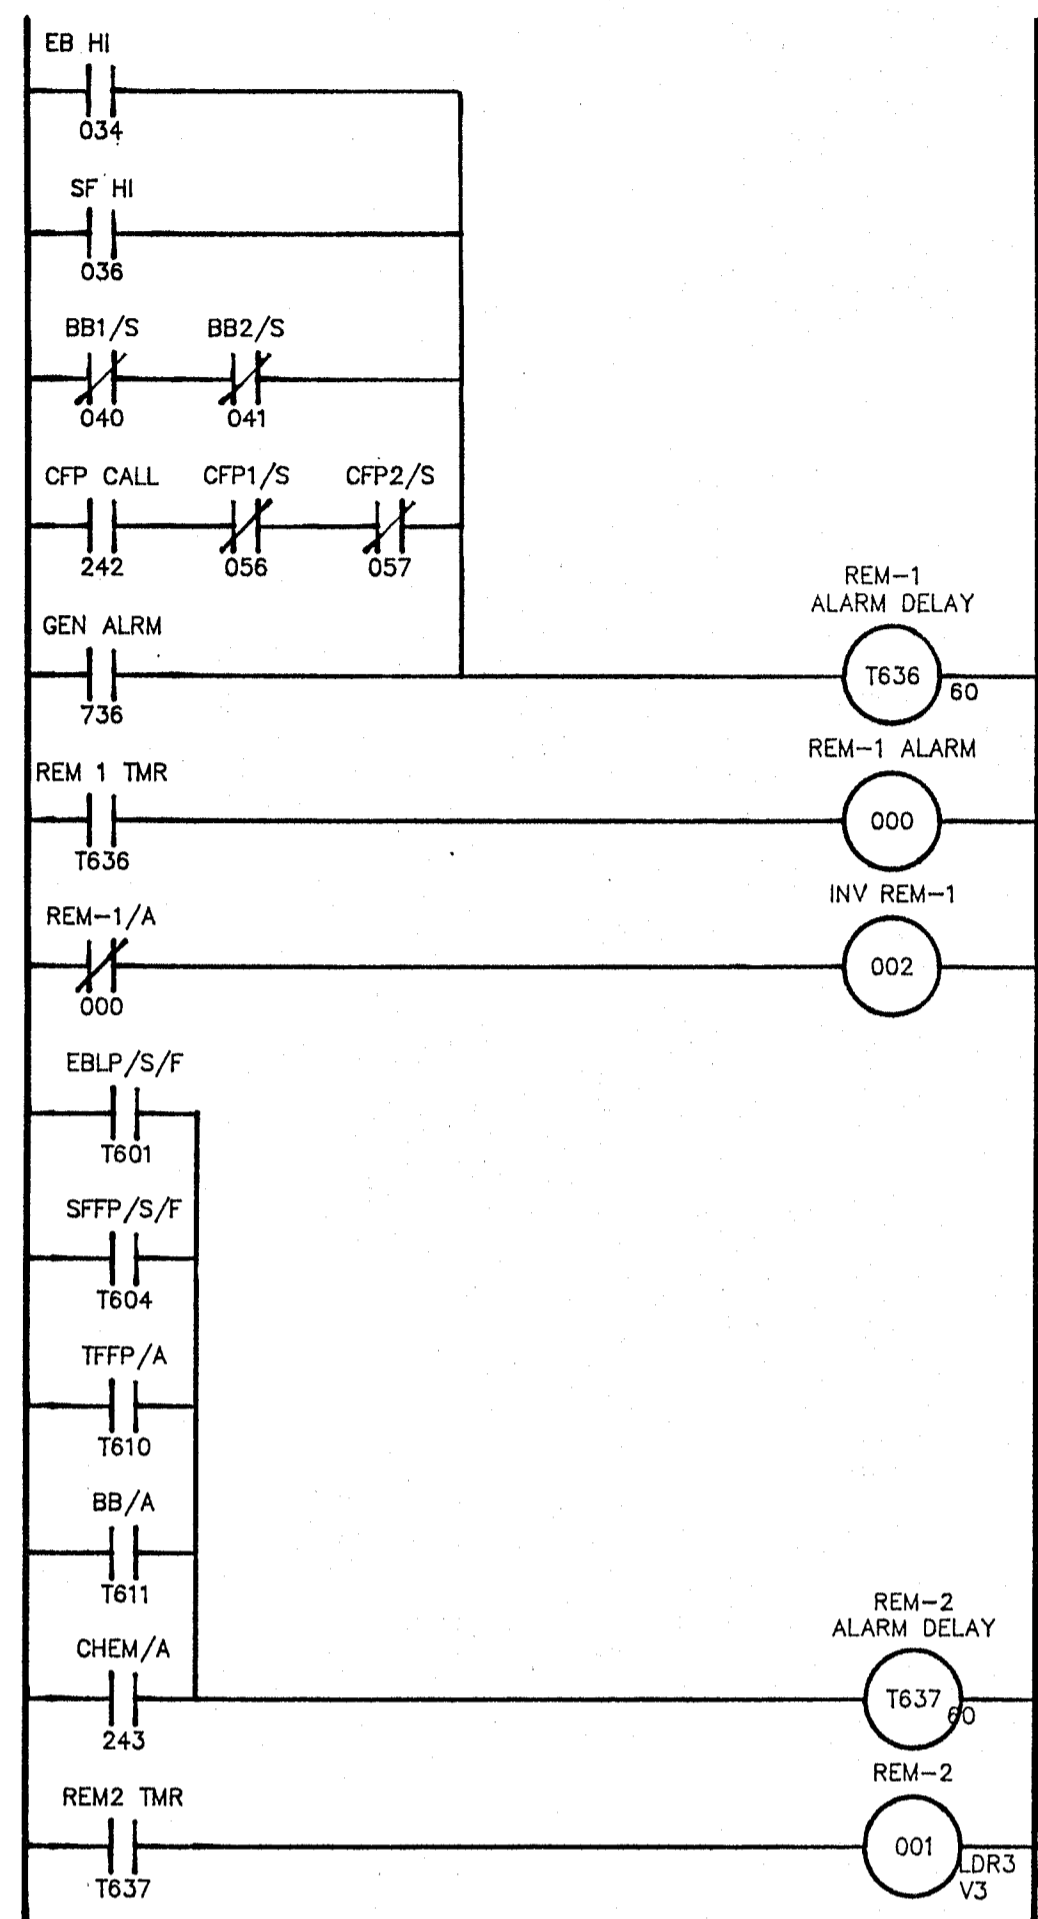 EB HI
034
SF HI
036
BB1/S BB2/S
040 041
CFP CALL CFP1/S CFP2/S
242 056 057
REM-1
ALARM DELAY
GEN ALRM
T636
60
736
REM-1 ALARM
REM 1 TMR
000
T636
INV REM-1
REM-1/A
002
000
EBLP/S/F
T601
SFFP/S/F
T604
TFFP/A
T610
BB/A
T611
REM-2
ALARM DELAY
CHEM/A
T637
60
243
REM-2
REM2 TMR
001
LDR3
V3
T637